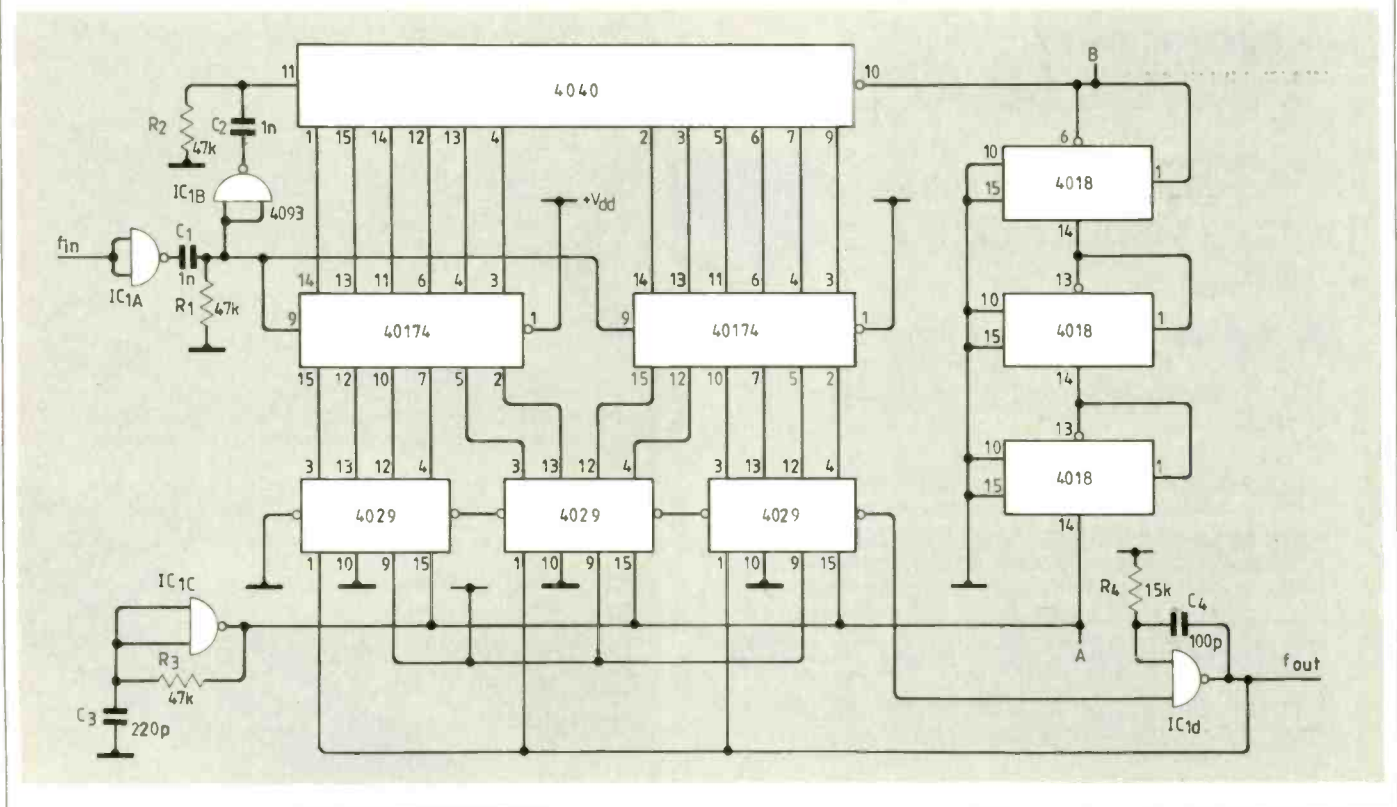 B
11
4040
10
R2
47k
C2
1n
1 15 14 12 13 4
2 3 5 6 7 9
IC1B
4093
+Vdd
6
10
15
4018
1
14
fin
IC1A
C1
1n
R1
47k
14 13 11 6 4 3
14 13 11 6 4 3
9
40174
1
9
40174
1
13
10
15
4018
1
14
15 12 10 7 5 2
15 12 10 7 5 2
13
10
15
4018
1
14
3 13 12 4
3 13 12 4
3 13 12 4
4029
4029
4029
1 10 9 15
1 10 9 15
1 10 9 15
IC1C
R3
47k
C3
220p
A
R4
15k
C4
100p
IC1d
fout